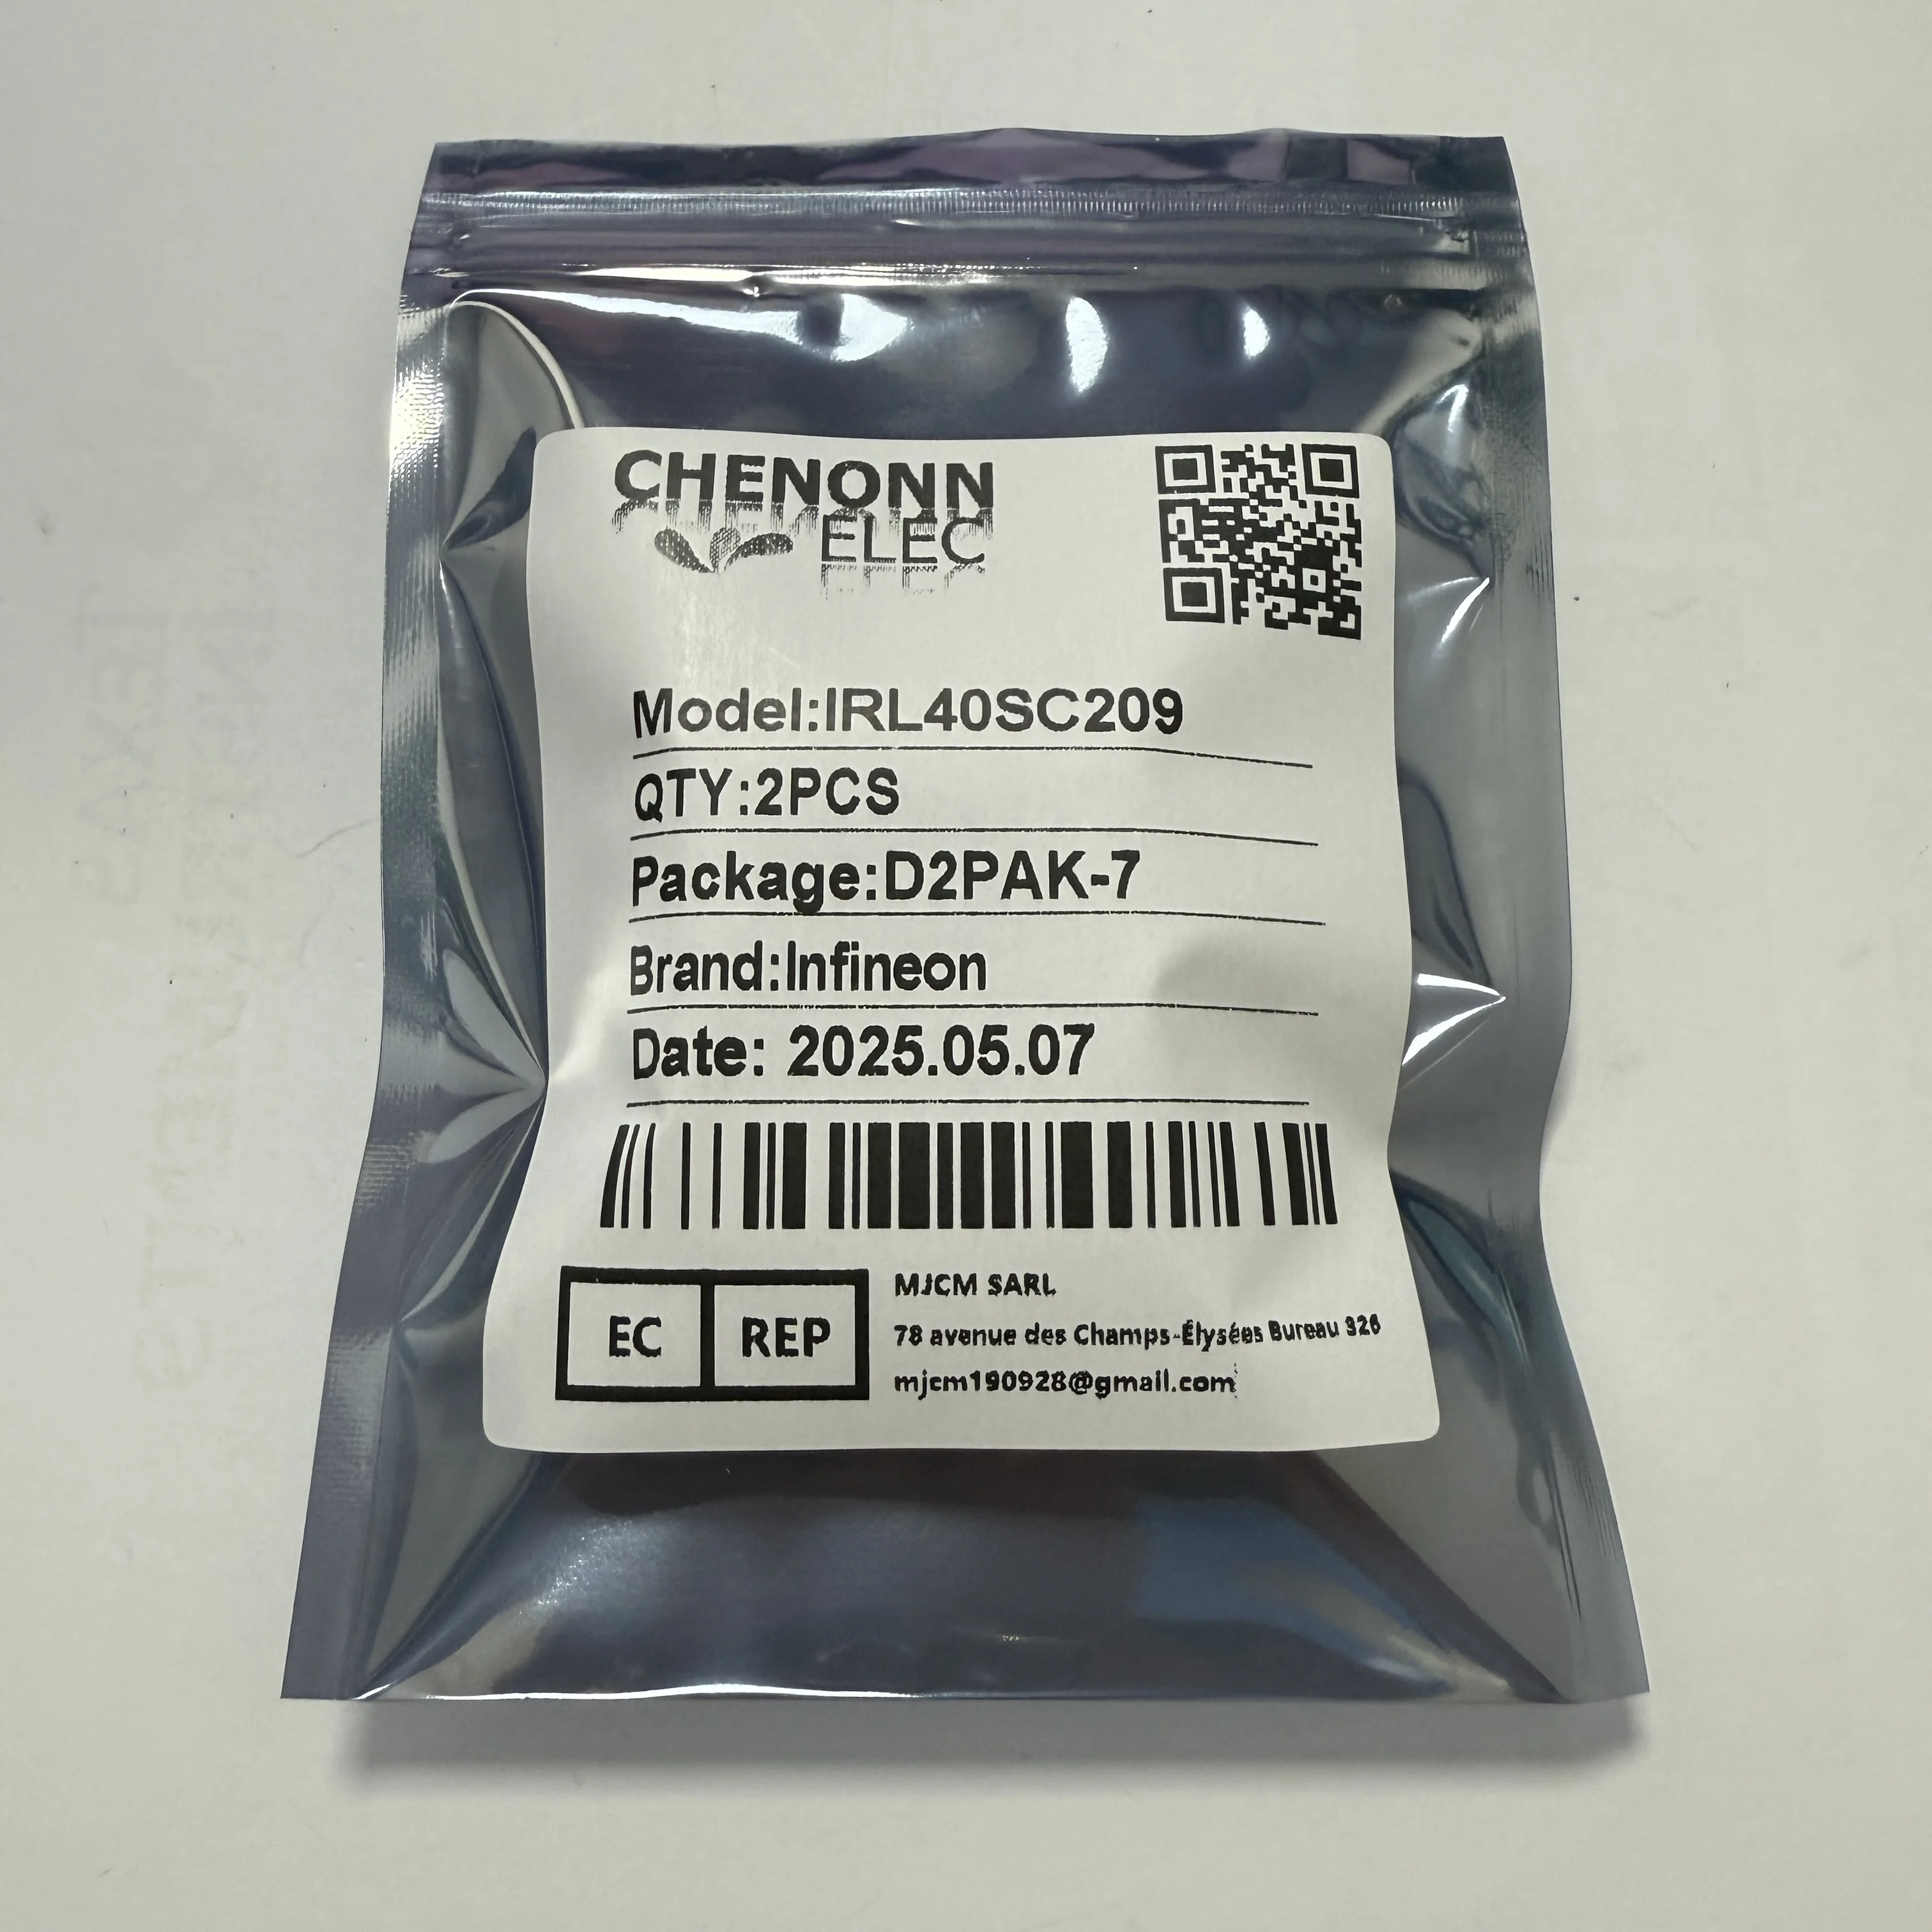 CHENONN
ELEC
Model:IRL40SC209
QTY:2PCS
Package:D2PAK-7
Brand:Infineon
Date: 2025.05.07
EC REP
MJCM SARL
78 avenue des Champs-Élysées Bureau 326
mjcm190928@gmail.com